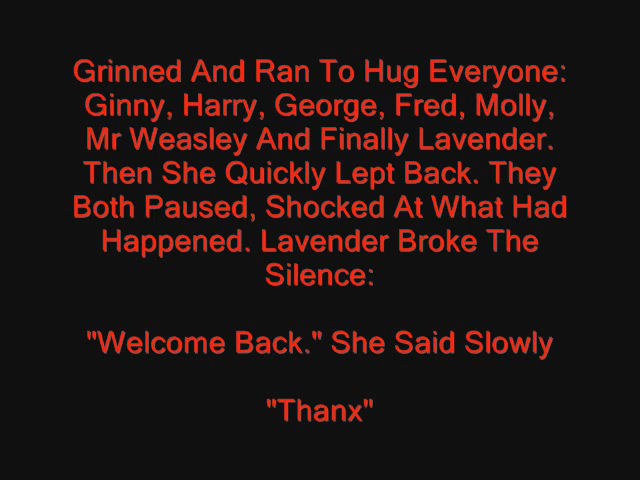 Grinned And Ran To Hug Everyone:
Ginny, Harry, George, Fred, Molly,
Mr Weasley And Finally Lavender.
Then She Quickly Lept Back. They
Both Paused, Shocked At What Had
Happened. Lavender Broke The
Silence:
"Welcome Back." She Said Slowly
"Thanx"